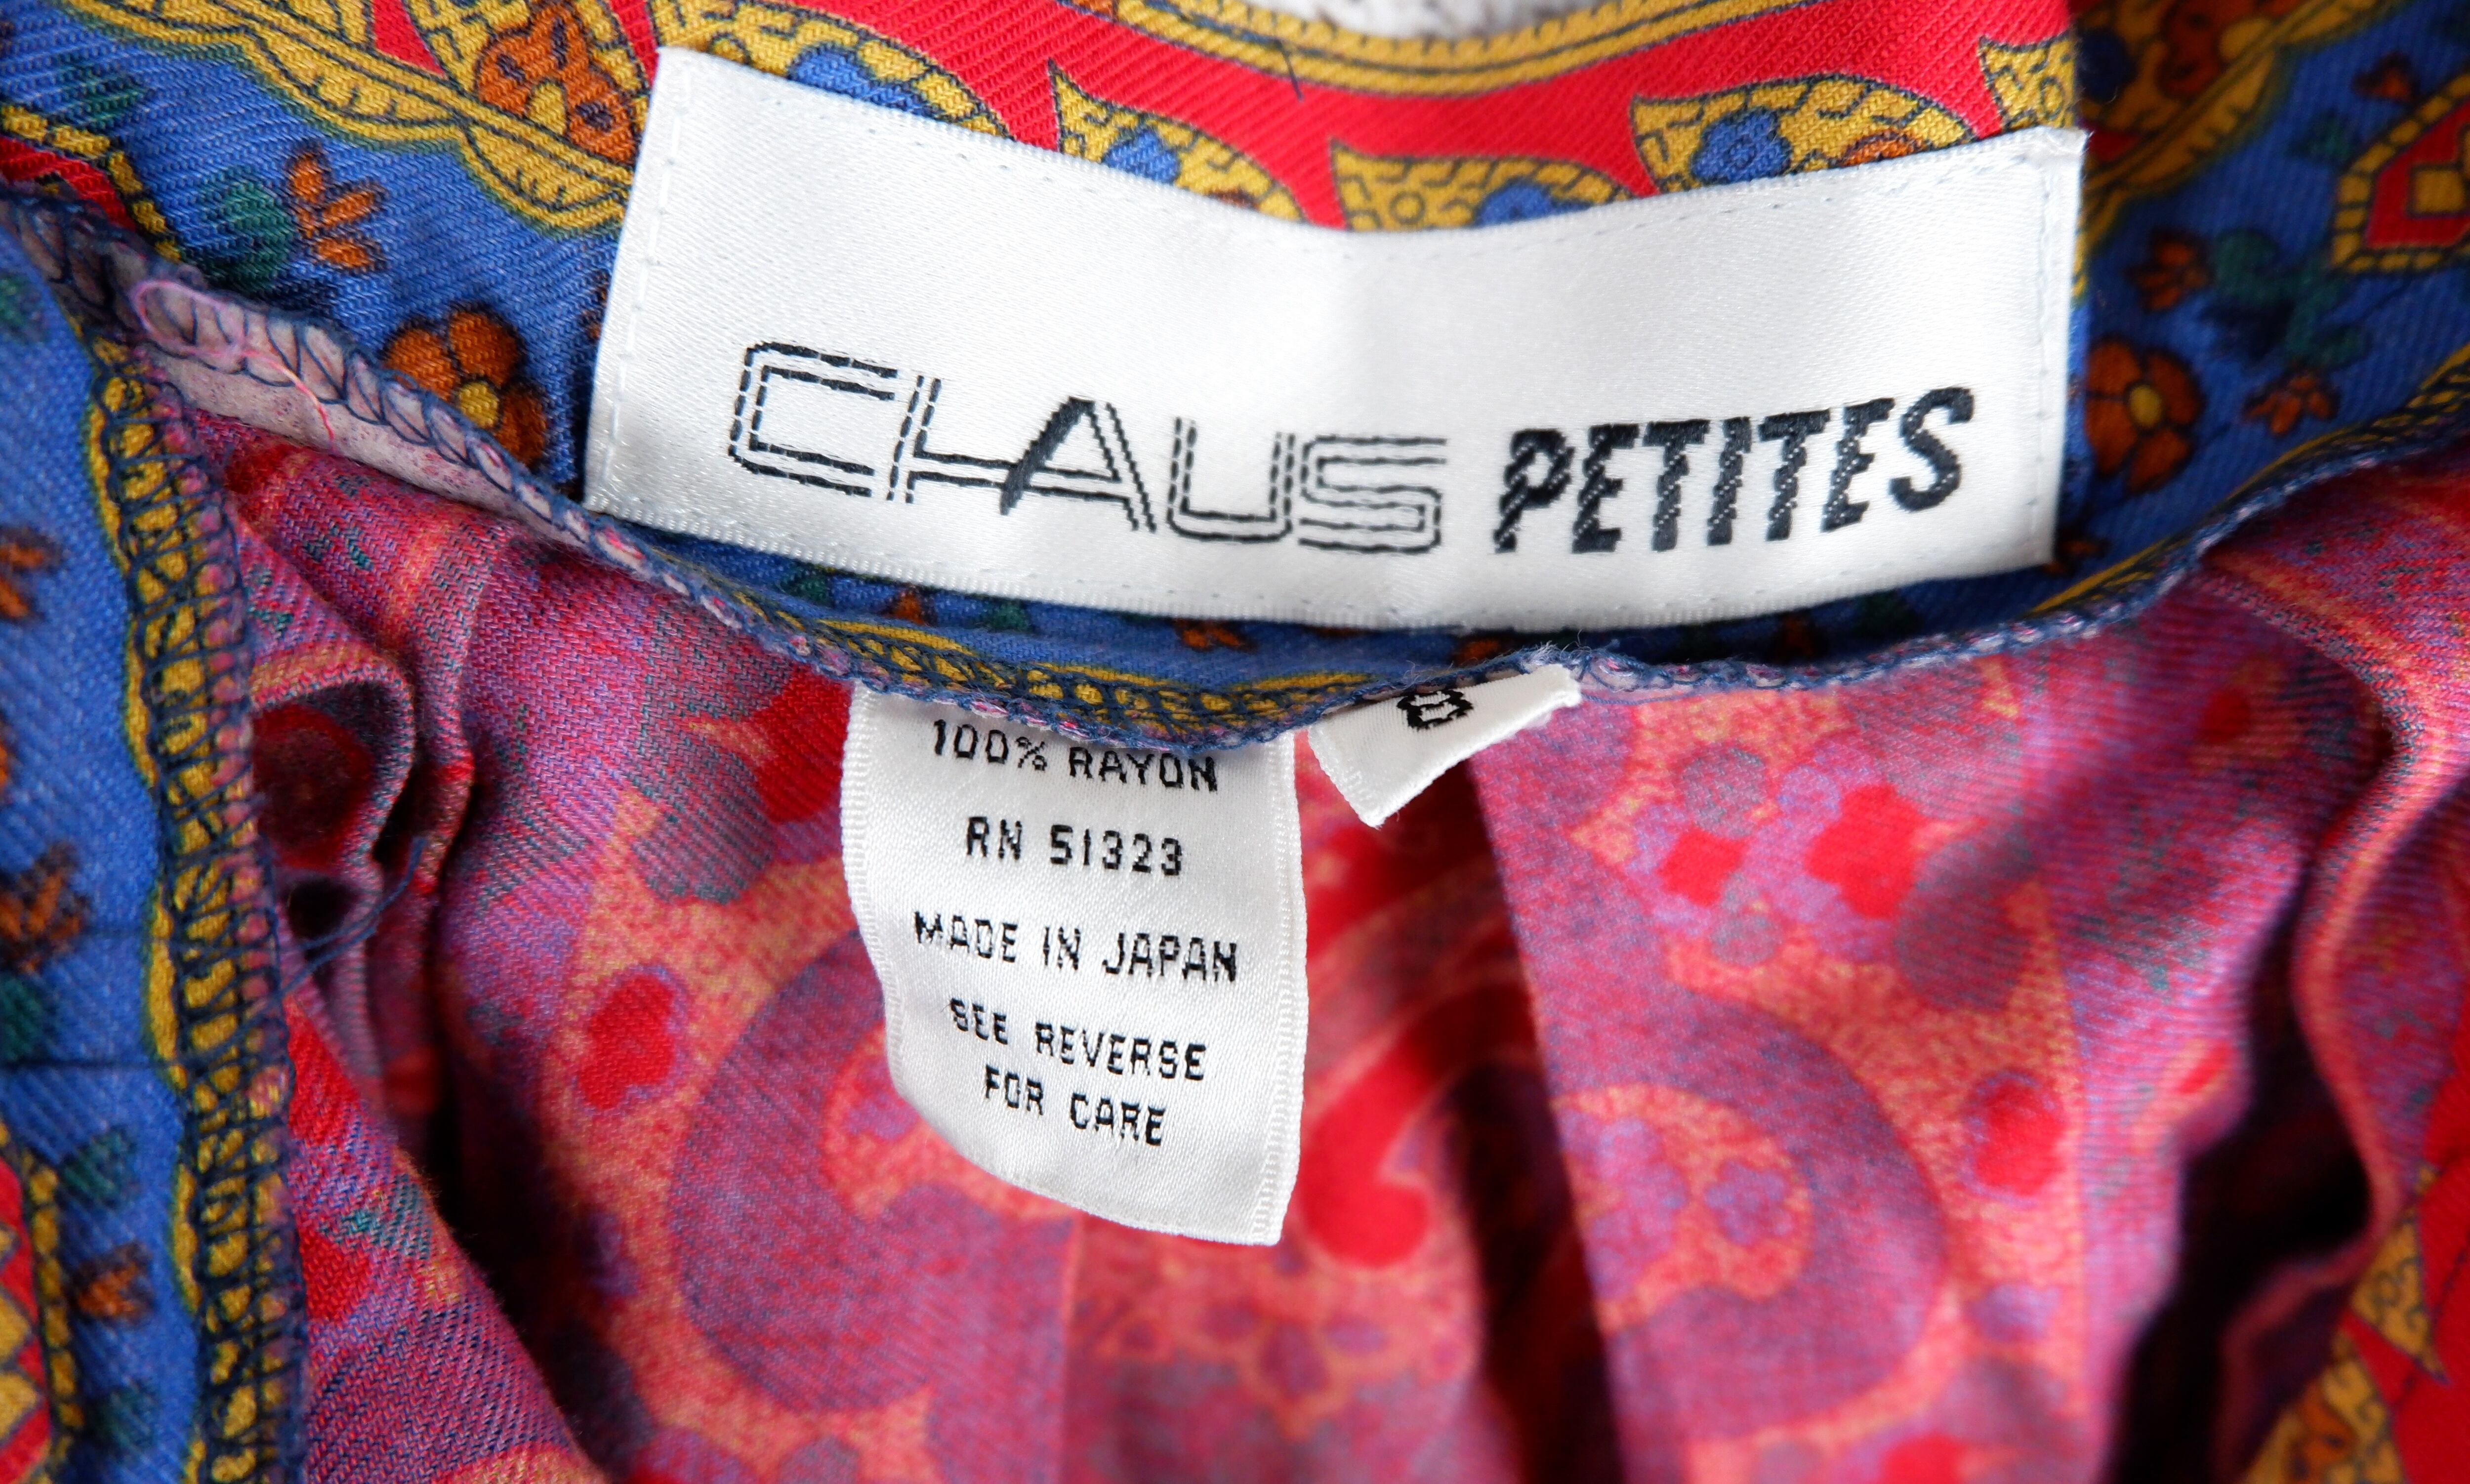 CHAUS PETITES
8
100% RAYON
RN 51323
MADE IN JAPAN
SEE REVERSE
FOR CARE